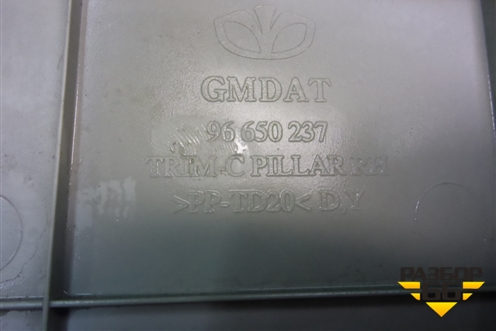 GMDAT
96 650 237
TRIM-C PILLAR RH
>PP-TD20< D,Y
РАЗБОР